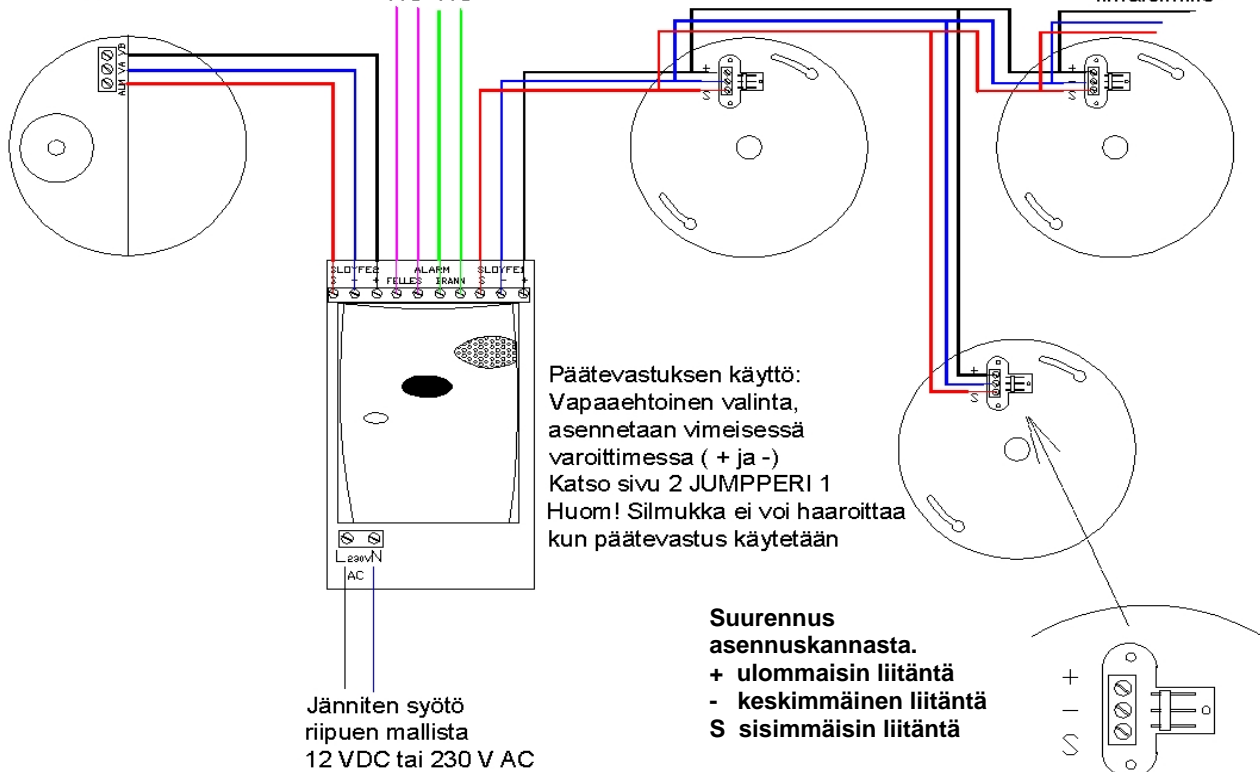 VB
VA
ALM
+
-
S
+
-
S
SLOYFE2 ALARM SLOYFE1
S - + FELLES BRANN S - +
Päätevastuksen käyttö:
Vapaaehtoinen valinta,
asennetaan vimeisessä
varoittimessa ( + ja -)
Katso sivu 2 JUMPPERI 1
Huom! Silmukka ei voi haaroittaa
kun päätevastus käytetään
+
S
L 230V N
AC
Jänniten syötö
riipuen mallista
12 VDC tai 230 V AC
Suurennus
asennuskannasta.
+ ulommaisin liitäntä
- keskimmäinen liitäntä
S sisimmäisin liitäntä
+
–
S